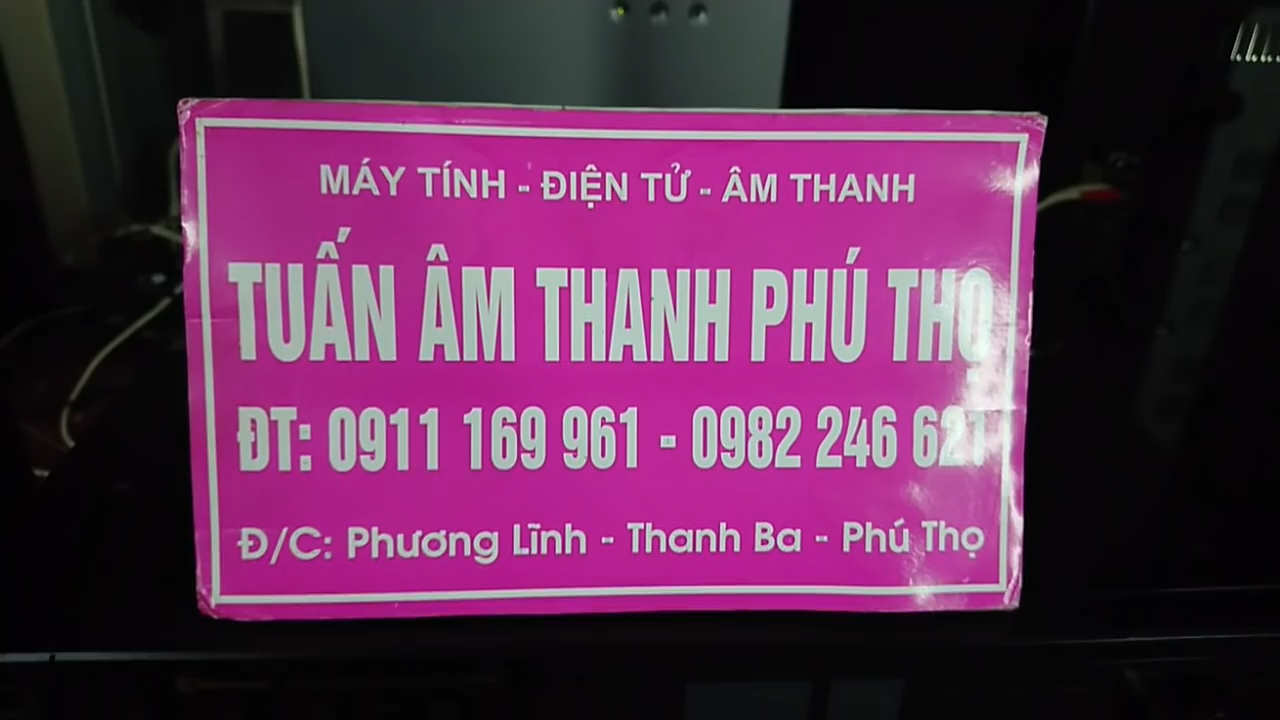 MÁY TÍNH - ĐIỆN TỬ - ÂM THANH
TUẤN ÂM THANH PHÚ THỌ
ĐT: 0911 169 961 - 0982 246 621
Đ/C: Phương Lĩnh - Thanh Ba - Phú Thọ